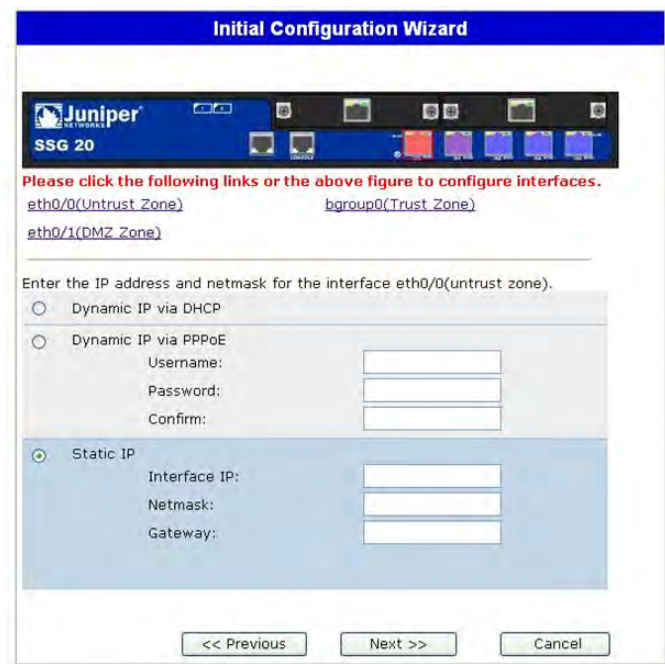 Initial Configuration Wizard
Juniper
NETWORKS
SSG 20
CONSOLE
Please click the following links or the above figure to configure interfaces.
eth0/0(Untrust Zone) bgroup0(Trust Zone)
eth0/1(DMZ Zone)
Enter the IP address and netmask for the interface eth0/0(untrust zone).
Dynamic IP via DHCP
Dynamic IP via PPPoE
Username:
Password:
Confirm:
Static IP
Interface IP:
Netmask:
Gateway:
<< Previous Next >> Cancel